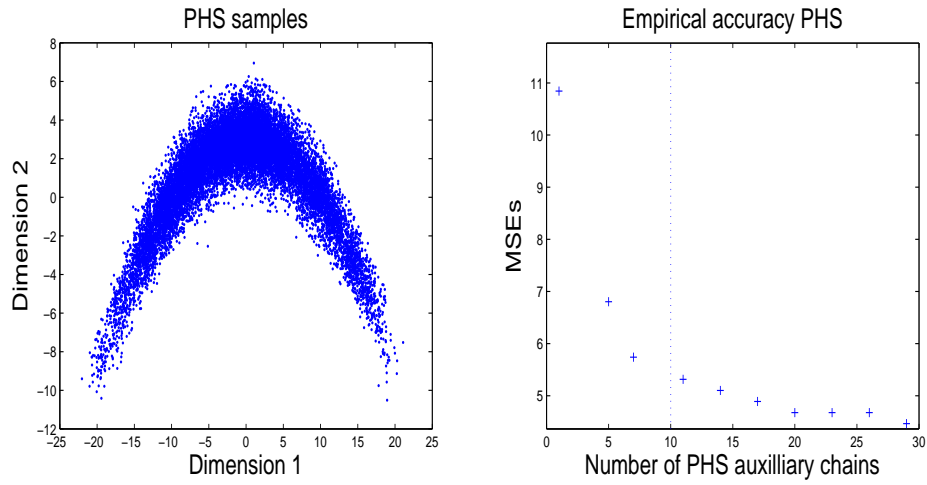 PHS samples
8
6
4
2
0
−2
−4
−6
−8
−10
−12
Dimension 2
−25 −20 −15 −10 −5 0 5 10 15 20 25
Dimension 1
Empirical accuracy PHS
11
10
9
8
7
6
5
MSEs
0 5 10 15 20 25 30
Number of PHS auxilliary chains